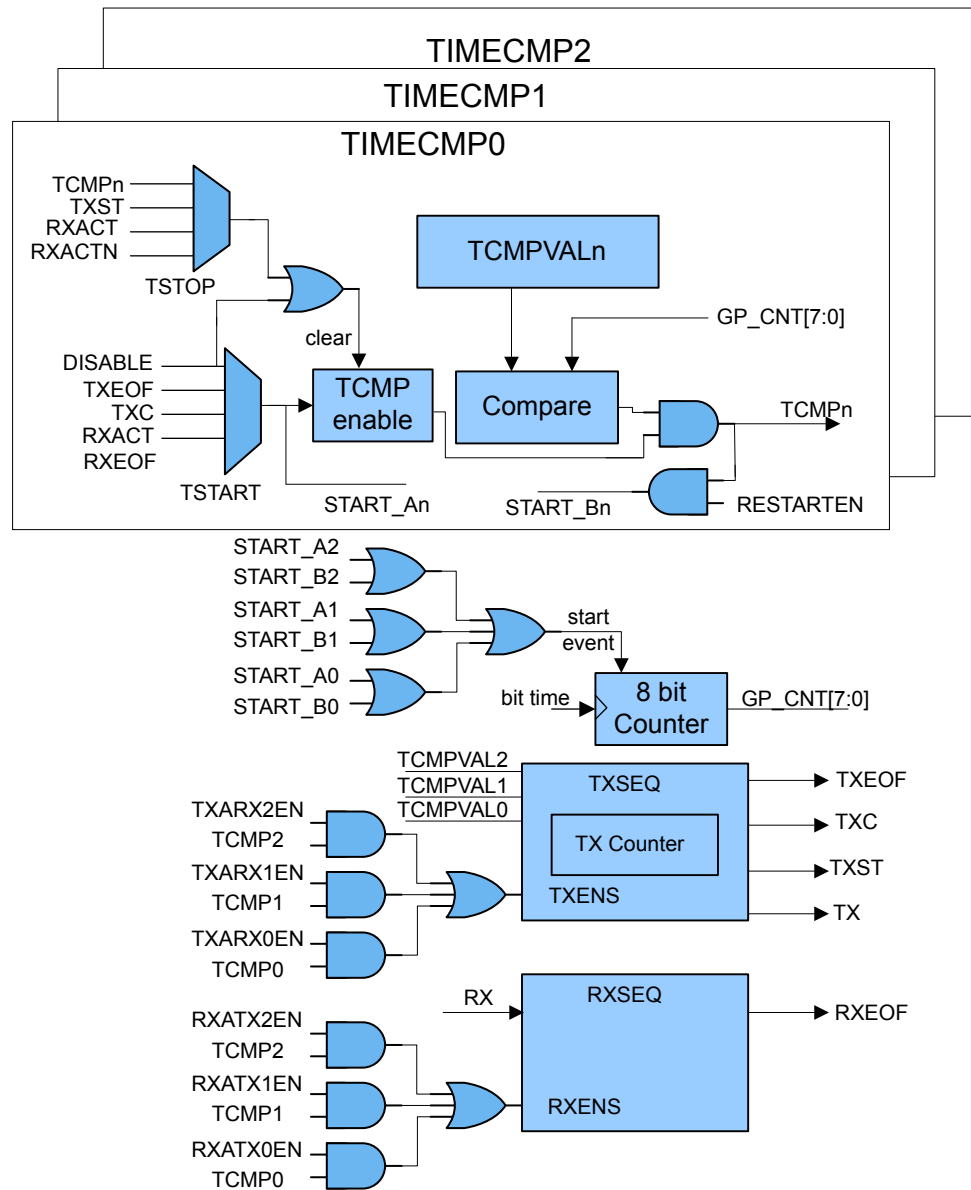 TIMECMP2
TIMECMP1
TIMECMP0
TCMPn
TXST
RXACT
RXACTN
TSTOP
TCMPVALn
GP_CNT[7:0]
clear
DISABLE
TXEOF
TXC
RXACT
RXEOF
TSTART
TCMP
enable
Compare
TCMPn
START_An
START_Bn
RESTARTEN
START_A2
START_B2
START_A1
START_B1
START_A0
START_B0
start
event
bit time
8 bit
Counter
GP_CNT[7:0]
TCMPVAL2
TCMPVAL1
TCMPVAL0
TXSEQ
TX Counter
TXENS
TXEOF
TXC
TXST
TX
TXARX2EN
TCMP2
TXARX1EN
TCMP1
TXARX0EN
TCMP0
RX
RXSEQ
RXENS
RXEOF
RXATX2EN
TCMP2
RXATX1EN
TCMP1
RXATX0EN
TCMP0